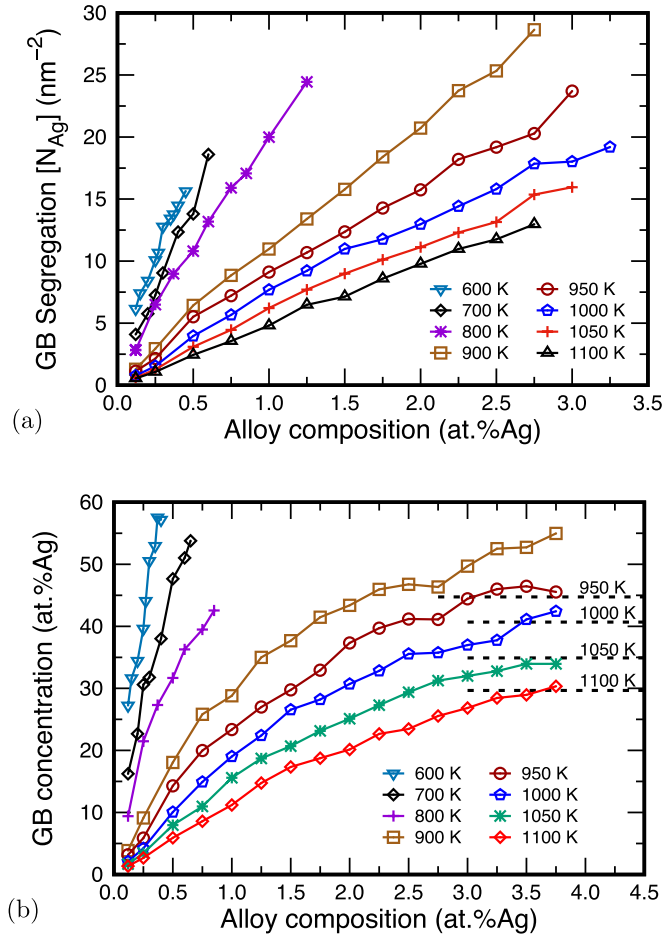 30
25
20
15
10
5
0
GB Segregation [N_Ag] (nm⁻²)
600 K
700 K
800 K
900 K
950 K
1000 K
1050 K
1100 K
0.0 0.5 1.0 1.5 2.0 2.5 3.0 3.5
Alloy composition (at.%Ag)
(a)
60
50
40
30
20
10
0
GB concentration (at.%Ag)
950 K
1000 K
1050 K
1100 K
600 K
700 K
800 K
900 K
950 K
1000 K
1050 K
1100 K
0.0 0.5 1.0 1.5 2.0 2.5 3.0 3.5 4.0 4.5
Alloy composition (at.%Ag)
(b)